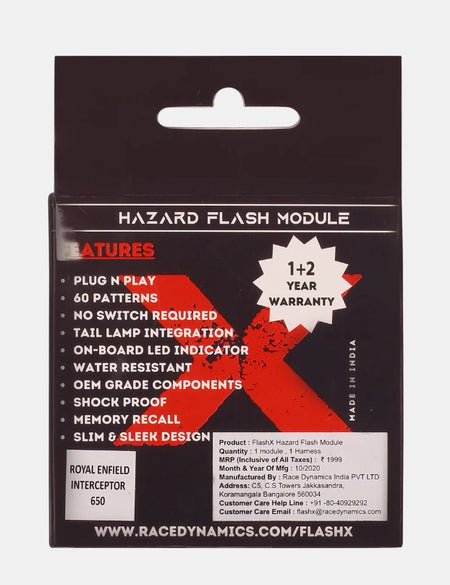 HAZARD FLASH MODULE
EATURES
1+2
YEAR
WARRANTY
• PLUG N PLAY
• 60 PATTERNS
• NO SWITCH REQUIRED
• TAIL LAMP INTEGRATION
• ON-BOARD LED INDICATOR
• WATER RESISTANT
• OEM GRADE COMPONENTS
• SHOCK PROOF
• MEMORY RECALL
• SLIM & SLEEK DESIGN
MADE IN INDIA
ROYAL ENFIELD
INTERCEPTOR
650
Product : FlashX Hazard Flash Module
Quantity : 1 module , 1 Harness
MRP (Inclusive of All Taxes) : ₹ 1999
Month & Year Of Mfg : 10/2020
Manufactured By : Race Dynamics India PVT LTD
Address: C5, C.S Towers Jakkasandra,
Koramangala Bangalore 560034
Customer Care Help Line : +91 -80-40929292
Customer Care Email : flashx@racedynamics.com
WWW.RACEDYNAMICS.COM/FLASHX